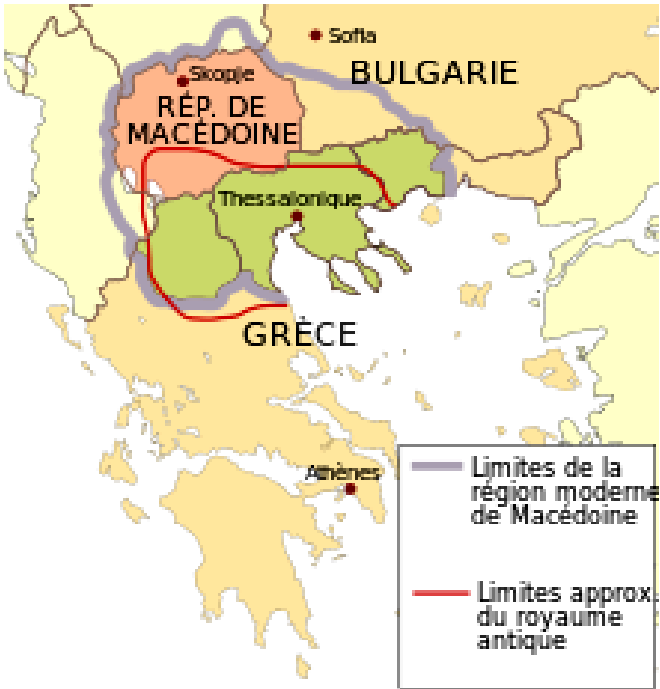 Sofia
BULGARIE
Skopje
RÉP. DE
MACÉDOINE
Thessalonique
GRÈCE
Athènes
Limites de la
région moderne
de Macédoine
Limites approx.
du royaume
antique